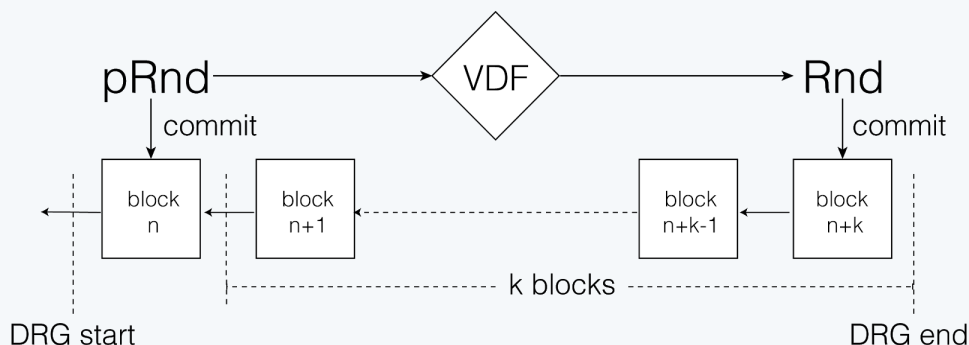 pRnd
VDF
Rnd
commit
commit
block
n
block
n+1
block
n+k-1
block
n+k
k blocks
DRG start
DRG end